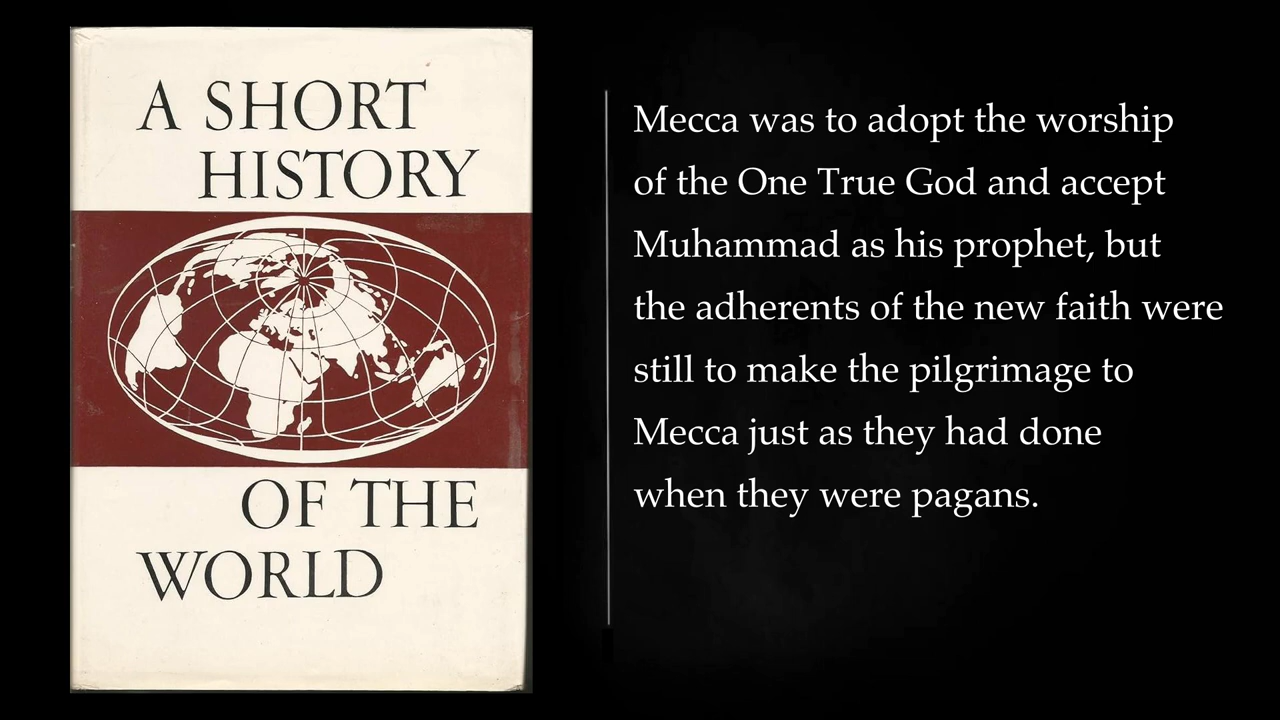 A SHORT
HISTORY
OF THE
WORLD
Mecca was to adopt the worship
of the One True God and accept
Muhammad as his prophet, but
the adherents of the new faith were
still to make the pilgrimage to
Mecca just as they had done
when they were pagans.